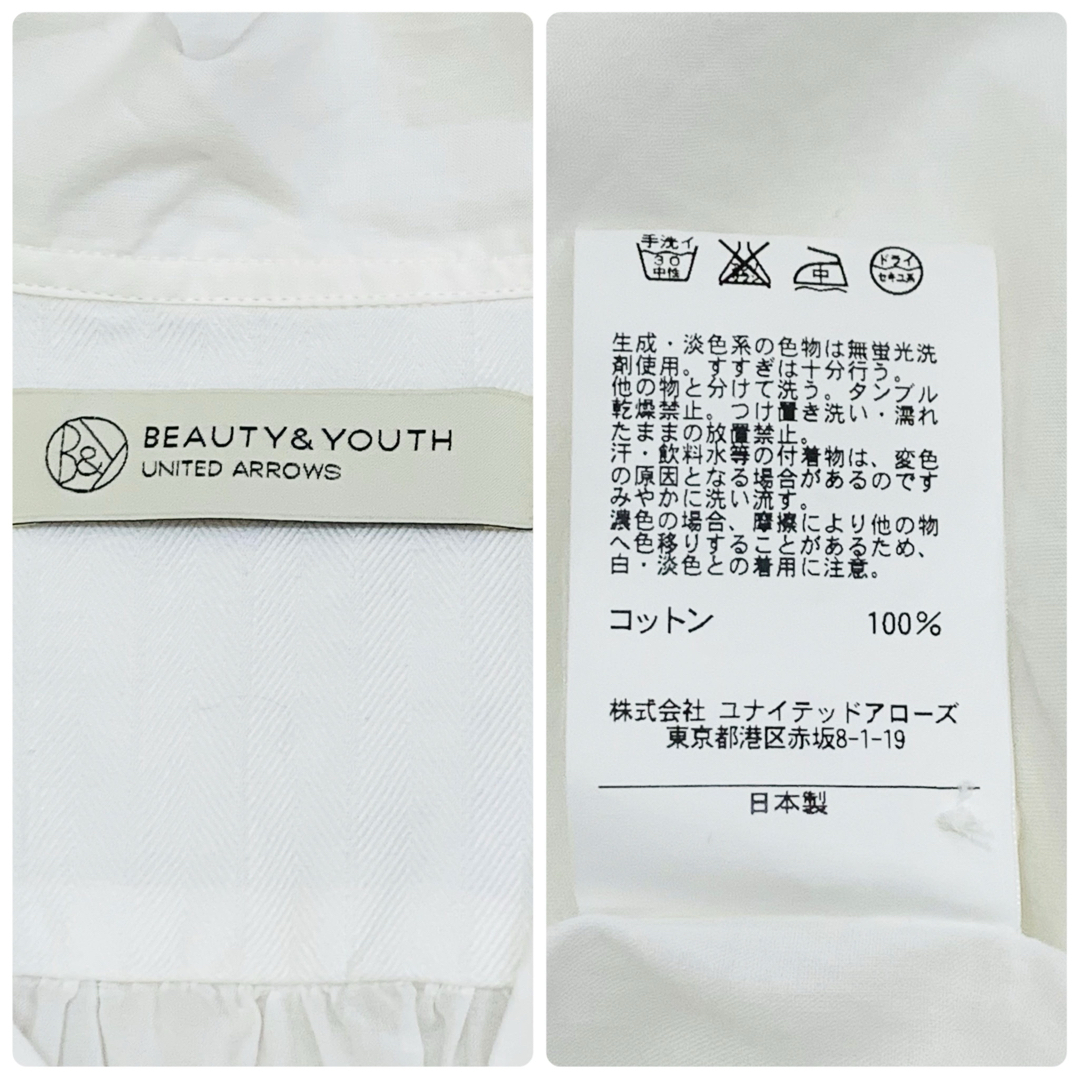 B&Y
BEAUTY&YOUTH
UNITED ARROWS
手洗イ
30
中性
中
ドライ
セキユ系
生成・淡色系の色物は無蛍光洗
剤使用。すすぎは十分行う。
他の物と分けて洗う。タンブル
乾燥禁止。つけ置き洗い・濡れ
たままの放置禁止。
汗・飲料水等の付着物は、変色
の原因となる場合があるのです
みやかに洗い流す。
濃色の場合、摩擦により他の物
へ色移りすることがあるため、
白・淡色との着用に注意。
コットン 100%
株式会社 ユナイテッドアローズ
東京都港区赤坂8-1-19
日本製